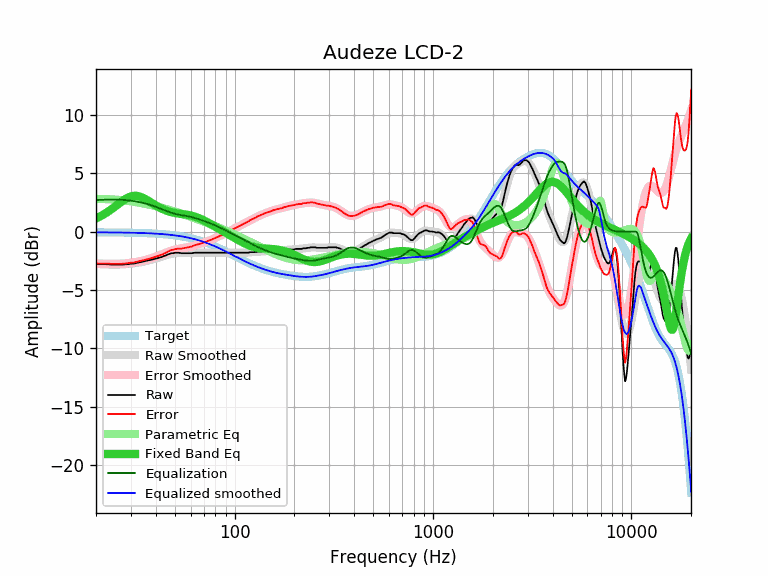 Audeze LCD-2
Amplitude (dBr)
10
5
0
−5
−10
−15
−20
Target
Raw Smoothed
Error Smoothed
Raw
Error
Parametric Eq
Fixed Band Eq
Equalization
Equalized smoothed
100
1000
10000
Frequency (Hz)